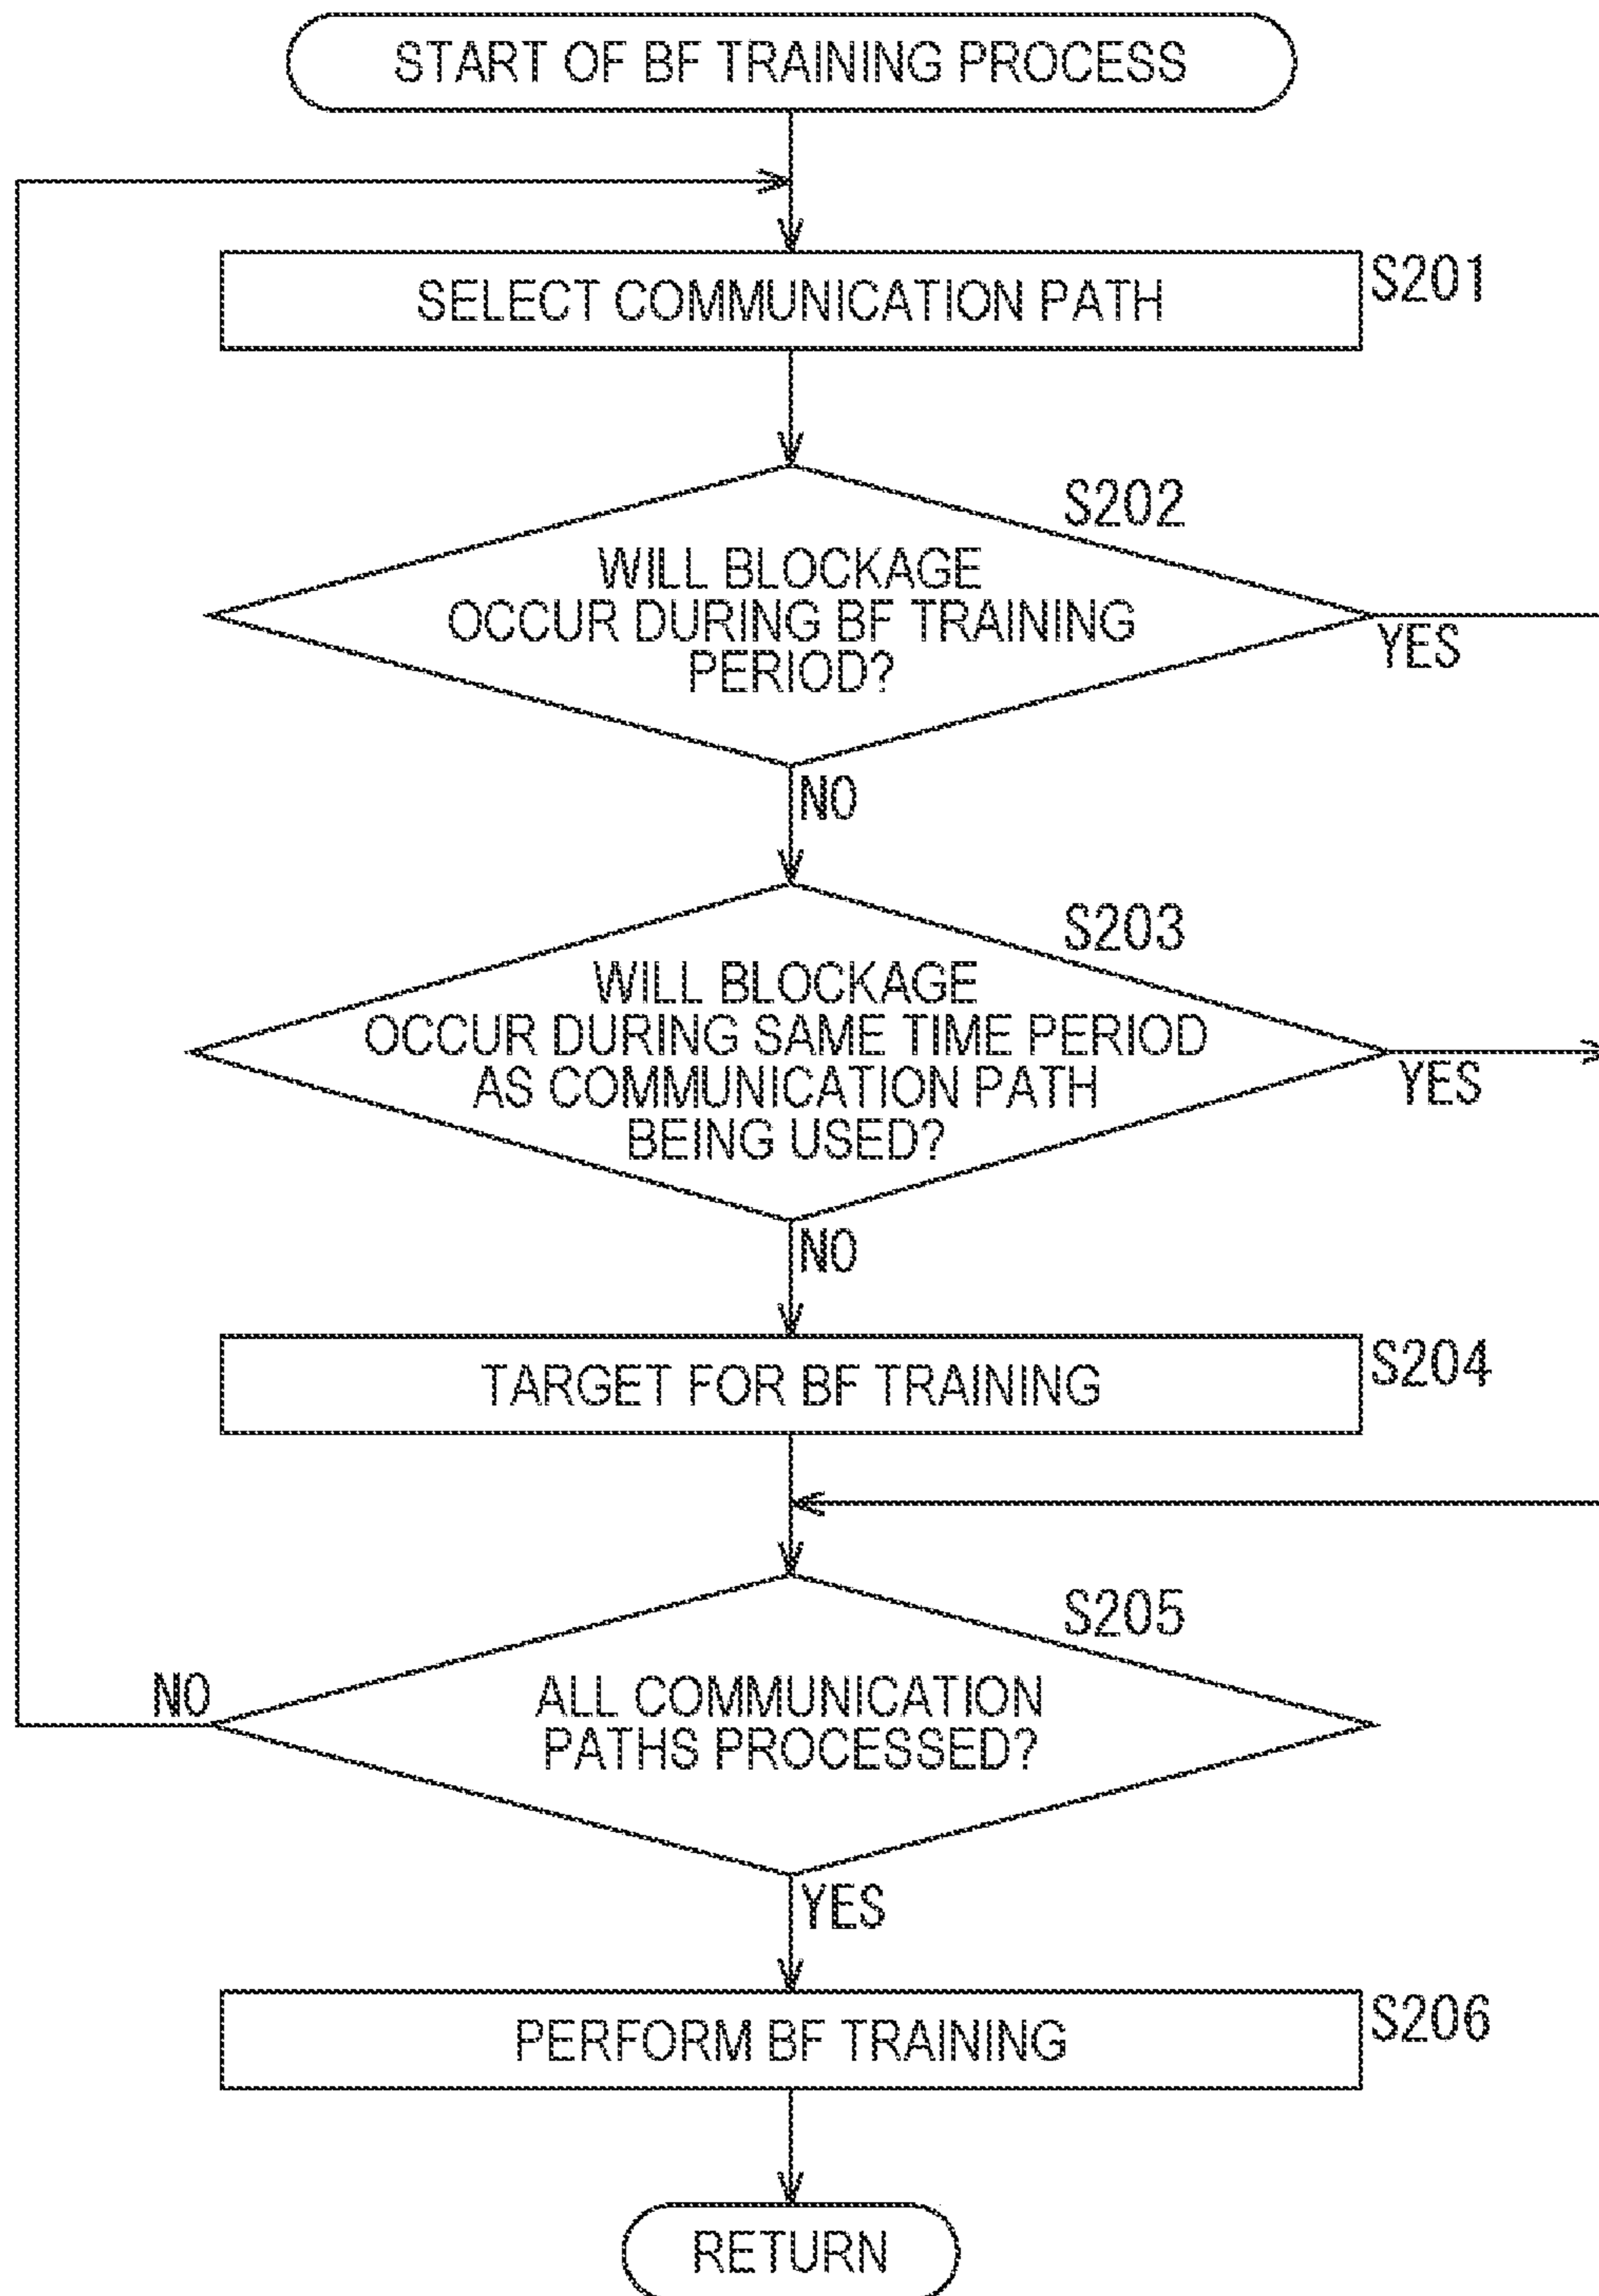 START OF BF TRAINING PROCESS
SELECT COMMUNICATION PATH
S201
S202
WILL BLOCKAGE
OCCUR DURING BF TRAINING
PERIOD?
YES
NO
S203
WILL BLOCKAGE
OCCUR DURING SAME TIME PERIOD
AS COMMUNICATION PATH
BEING USED?
YES
NO
TARGET FOR BF TRAINING
S204
S205
NO
ALL COMMUNICATION
PATHS PROCESSED?
YES
PERFORM BF TRAINING
S206
RETURN